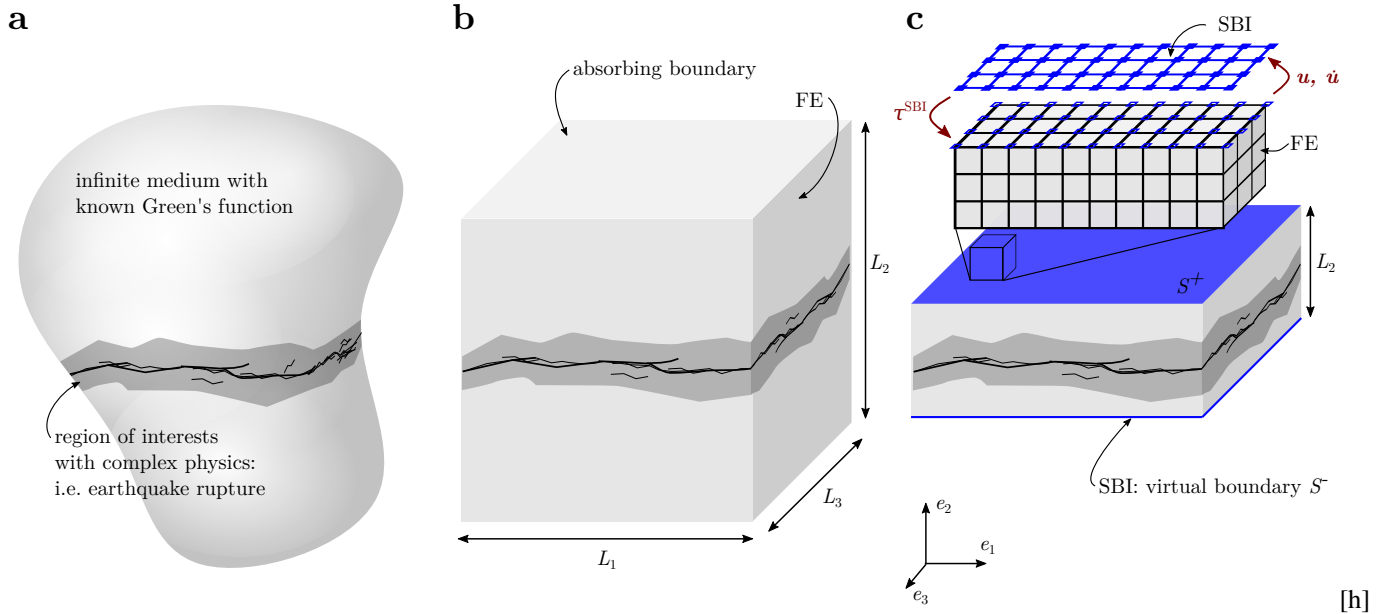 a
infinite medium with
known Green's function
region of interests
with complex physics:
i.e. earthquake rupture
b
absorbing boundary
FE
L2
L3
L1
c
SBI
u, u̇
τSBI
FE
S+
L2
SBI: virtual boundary S-
e2
e1
e3
[h]